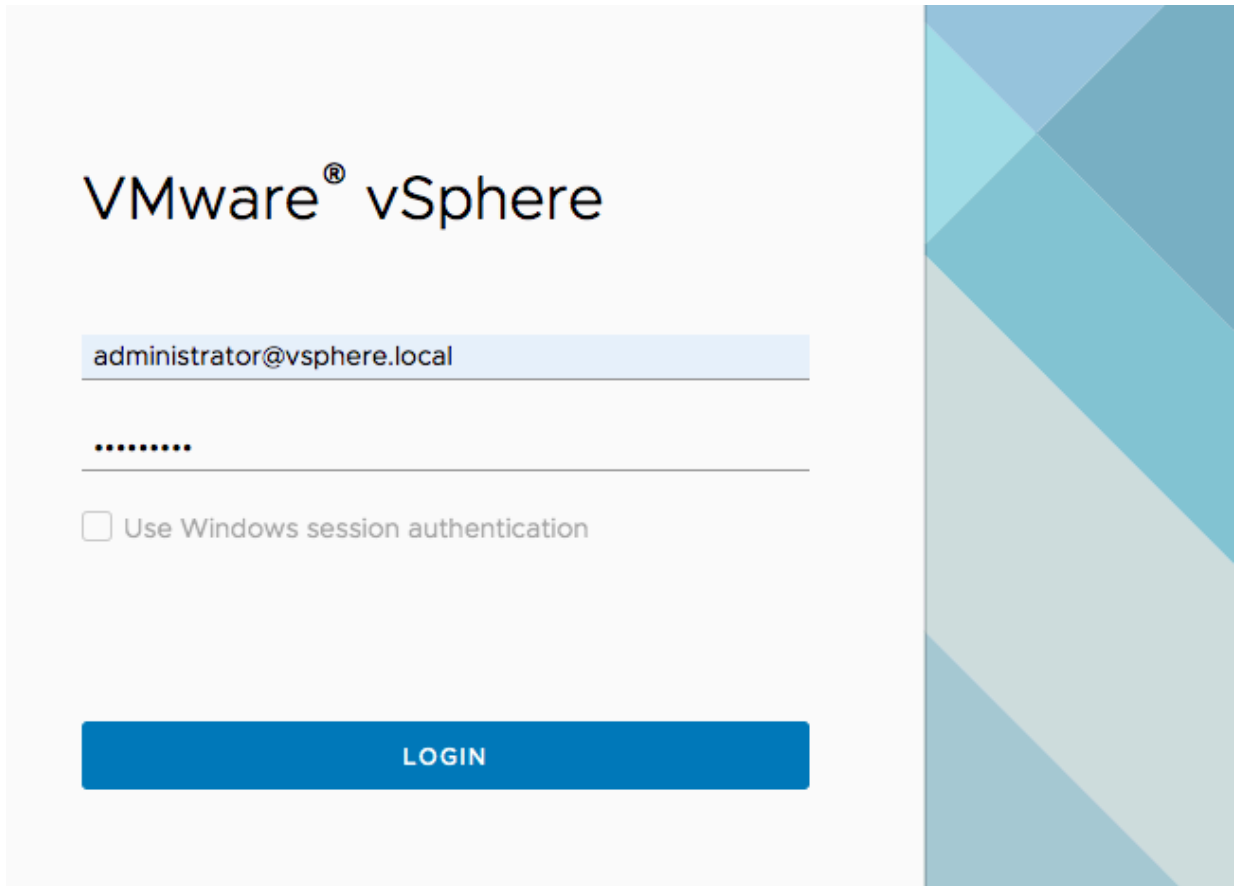 VMware® vSphere
administrator@vsphere.local
•••••••••
Use Windows session authentication
LOGIN